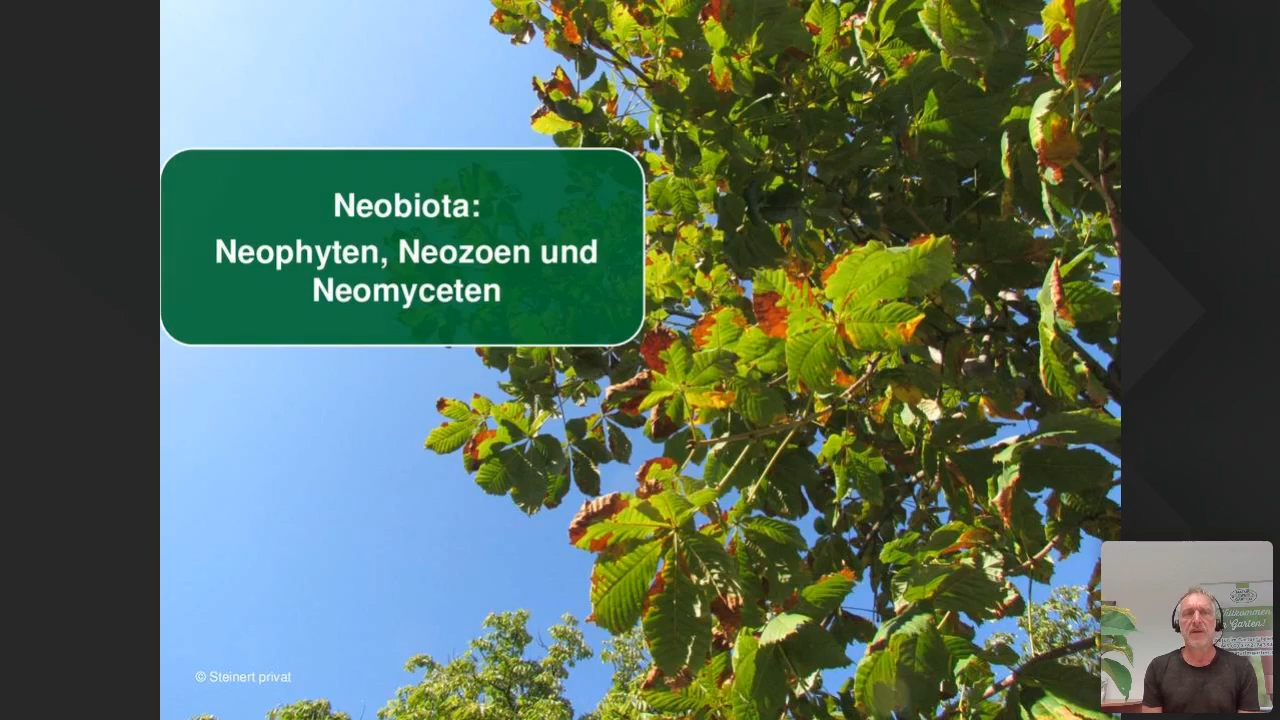 Neobiota:
Neophyten, Neozoen und
Neomyceten
© Steinert privat
Willkommen
Garten!